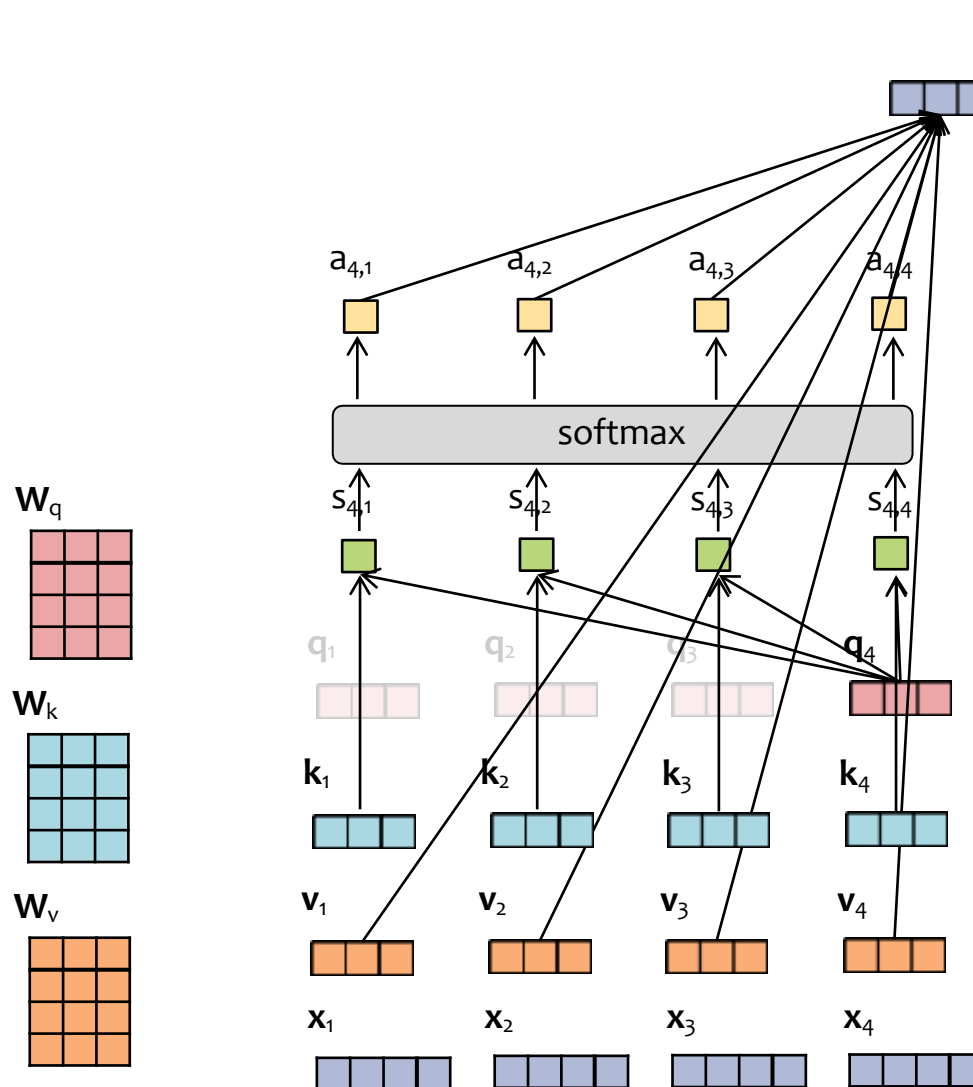 a4,1 a4,2 a4,3 a4,4
softmax
Wq
s4,1 s4,2 s4,3 s4,4
q1 q2 q3 q4
Wk
k1 k2 k3 k4
Wv
v1 v2 v3 v4
x1 x2 x3 x4